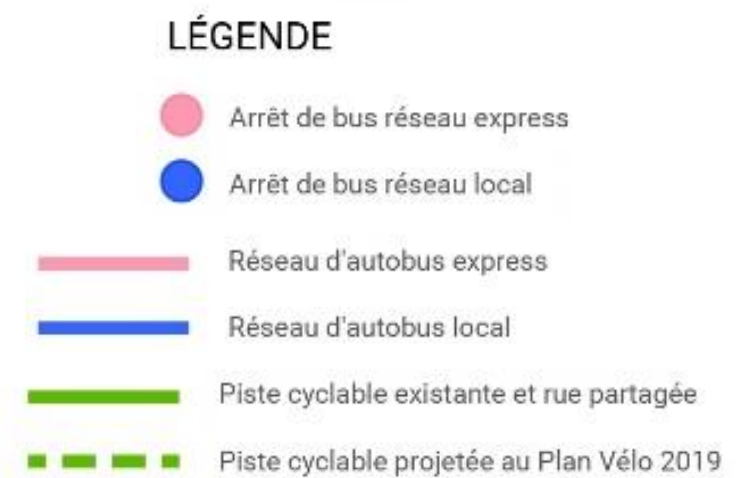 LÉGENDE
Arrêt de bus réseau express
Arrêt de bus réseau local
Réseau d'autobus express
Réseau d'autobus local
Piste cyclable existante et rue partagée
Piste cyclable projetée au Plan Vélo 2019